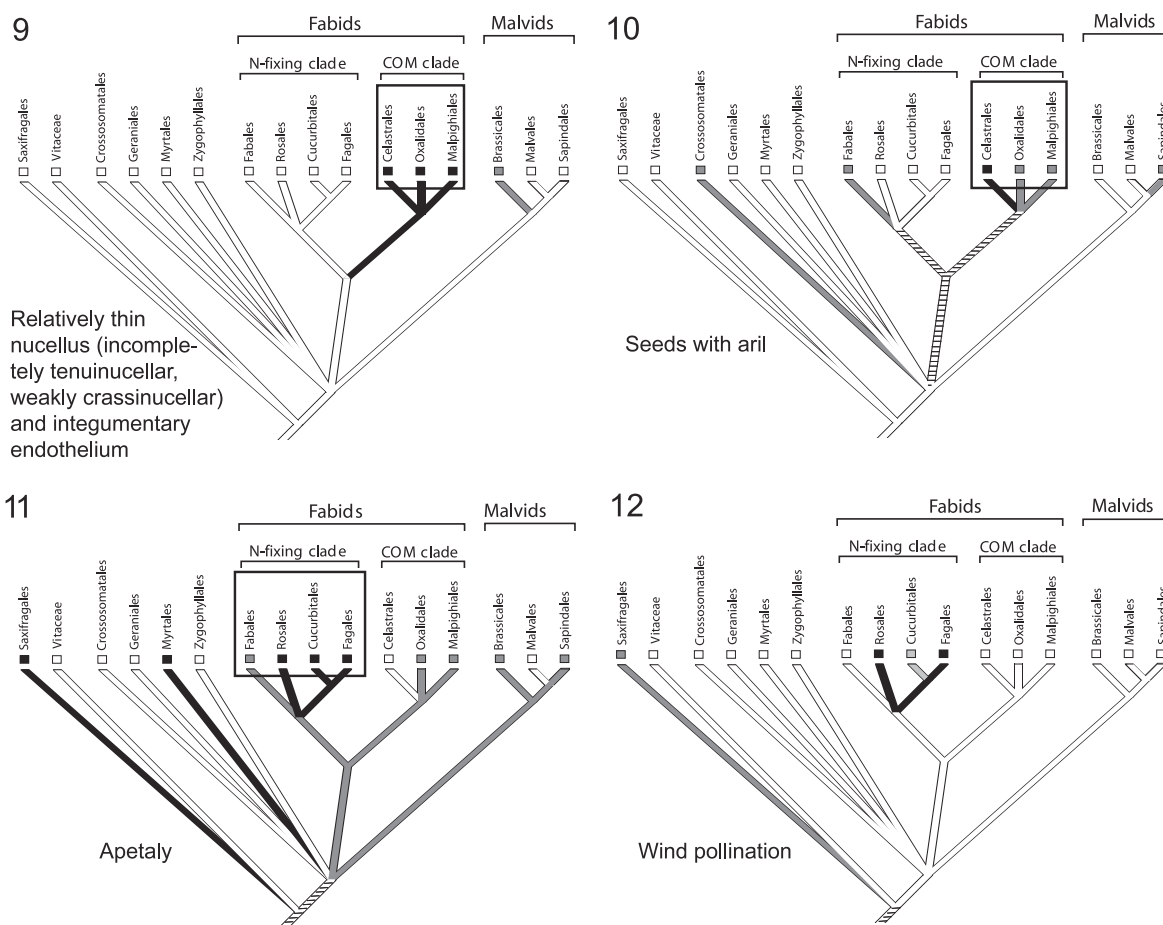 9
Fabids
Malvids
N-fixing clade
COM clade
Saxifragales
Vitaceae
Crossosomatales
Geraniales
Myrtales
Zygophyllales
Fabales
Rosales
Cucurbitales
Fagales
Celastrales
Oxalidales
Malpighiales
Brassicales
Malvales
Sapindales
Relatively thin
nucellus (incomple-
tely tenuinucellar,
weakly crassinucellar)
and integumentary
endothelium
10
Fabids
Malvids
N-fixing clade
COM clade
Saxifragales
Vitaceae
Crossosomatales
Geraniales
Myrtales
Zygophyllales
Fabales
Rosales
Cucurbitales
Fagales
Celastrales
Oxalidales
Malpighiales
Brassicales
Malvales
Sapindales
Seeds with aril
11
Fabids
Malvids
N-fixing clade
COM clade
Saxifragales
Vitaceae
Crossosomatales
Geraniales
Myrtales
Zygophyllales
Fabales
Rosales
Cucurbitales
Fagales
Celastrales
Oxalidales
Malpighiales
Brassicales
Malvales
Sapindales
Apetaly
12
Fabids
Malvids
N-fixing clade
COM clade
Saxifragales
Vitaceae
Crossosomatales
Geraniales
Myrtales
Zygophyllales
Fabales
Rosales
Cucurbitales
Fagales
Celastrales
Oxalidales
Malpighiales
Brassicales
Malvales
Sapindales
Wind pollination